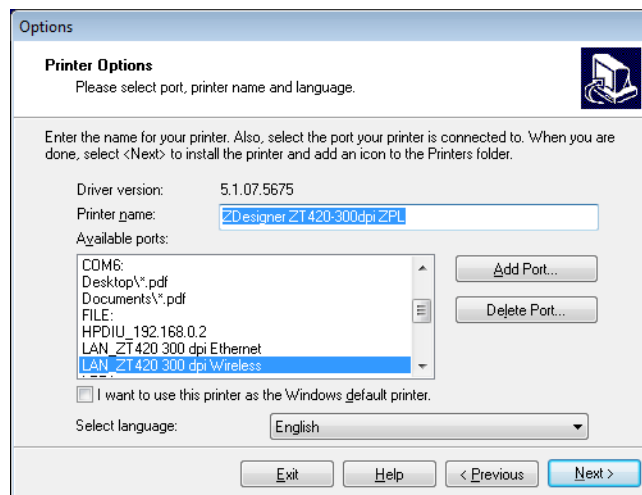 Options
Printer Options
Please select port, printer name and language.
Enter the name for your printer. Also, select the port your printer is connected to. When you are
done, select <Next> to install the printer and add an icon to the Printers folder.
Driver version: 5.1.07.5675
Printer name: ZDesigner ZT420-300dpi ZPL
Available ports:
COM6:
Desktop\*.pdf
Documents\*.pdf
FILE:
HPDIU_192.168.0.2
LAN_ZT420 300 dpi Ethernet
LAN_ZT420 300 dpi Wireless
Add Port...
Delete Port...
I want to use this printer as the Windows default printer.
Select language: English
Exit Help < Previous Next >